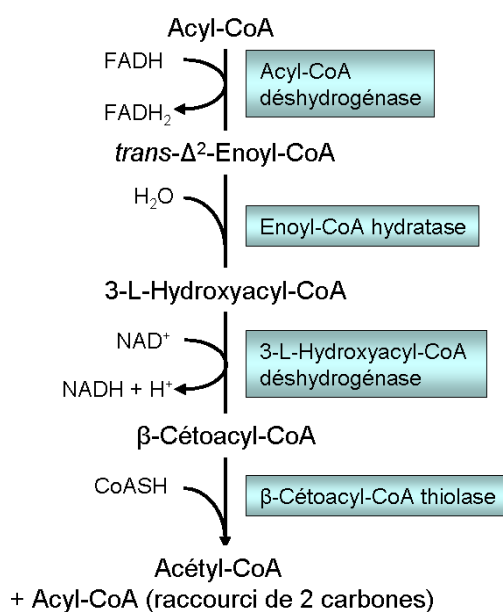 Acyl-CoA
FADH
FADH₂
Acyl-CoA
déshydrogénase
trans-Δ²-Enoyl-CoA
H₂O
Enoyl-CoA hydratase
3-L-Hydroxyacyl-CoA
NAD⁺
NADH + H⁺
3-L-Hydroxyacyl-CoA
déshydrogénase
β-Cétoacyl-CoA
CoASH
β-Cétoacyl-CoA thiolase
Acétyl-CoA
+ Acyl-CoA (raccourci de 2 carbones)